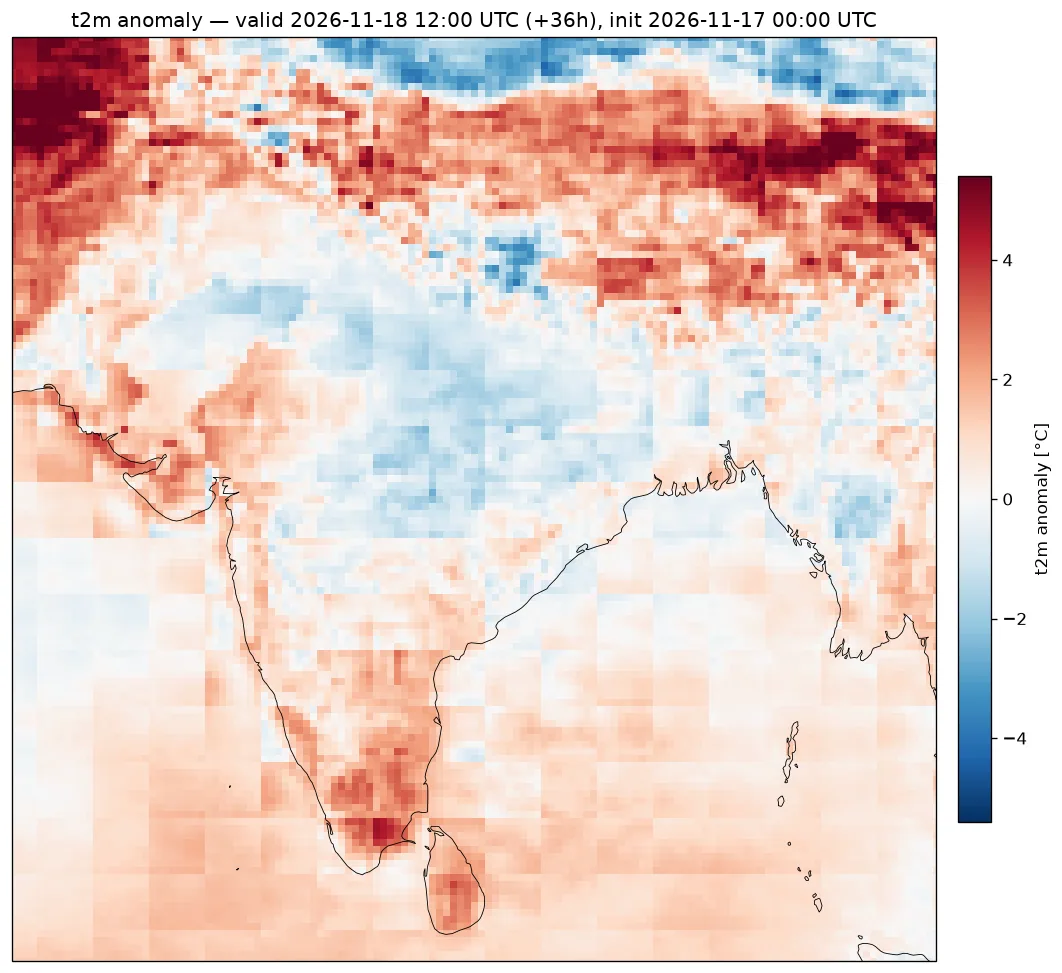 t2m anomaly — valid 2026-11-18 12:00 UTC (+36h), init 2026-11-17 00:00 UTC
4
2
0
−2
−4
t2m anomaly [°C]